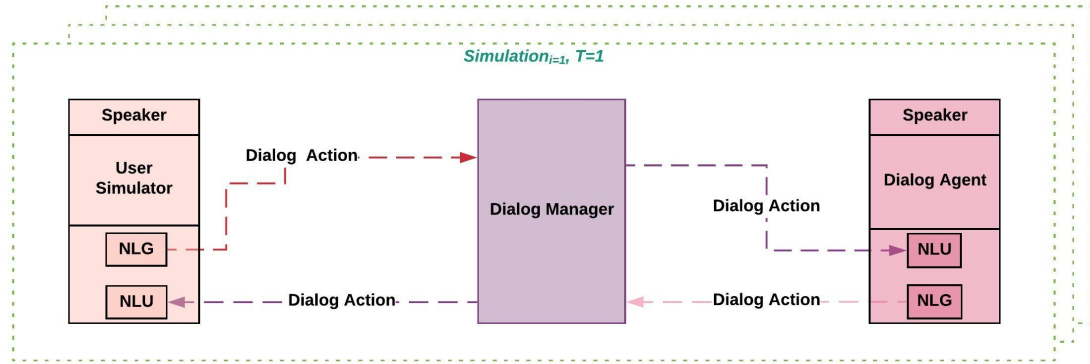 Simulation_{i=1}, T=1
Speaker
User
Simulator
NLG
NLU
Dialog Action
Dialog Action
Dialog Manager
Dialog Action
Dialog Action
Speaker
Dialog Agent
NLU
NLG